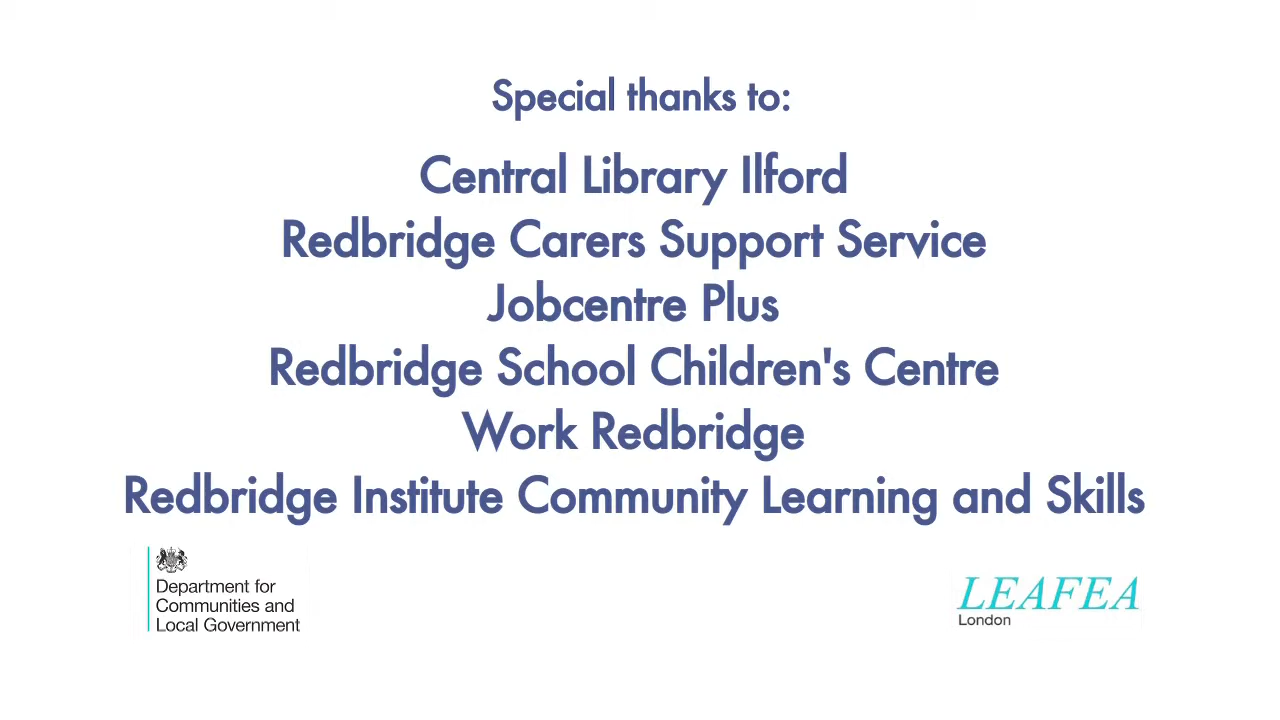 Special thanks to:
Central Library Ilford
Redbridge Carers Support Service
Jobcentre Plus
Redbridge School Children's Centre
Work Redbridge
Redbridge Institute Community Learning and Skills
Department for
Communities and
Local Government
LEAFEA
London